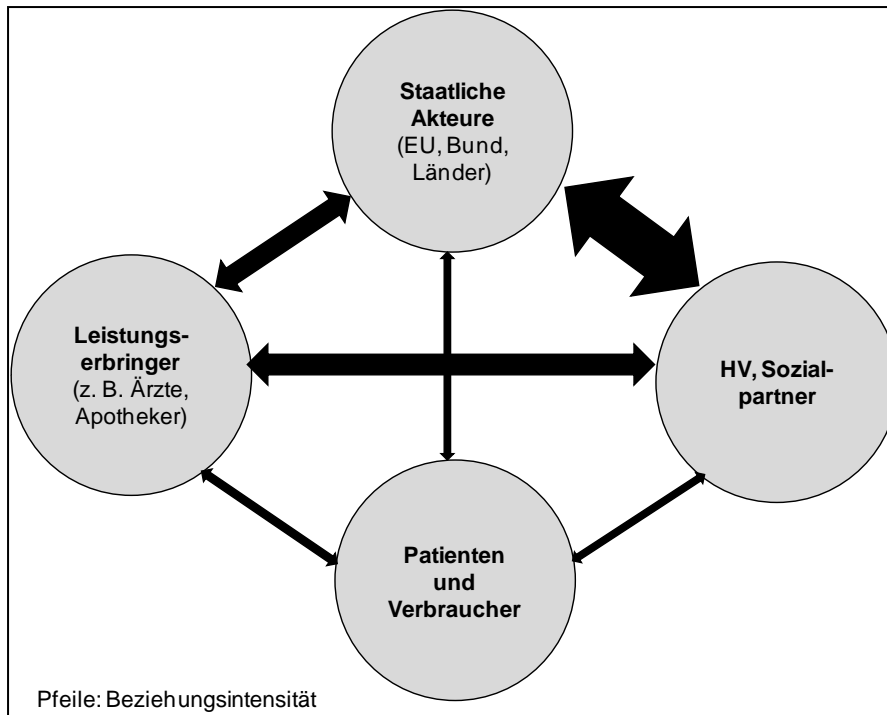 Staatliche
Akteure
(EU, Bund,
Länder)
Leistungs-
erbringer
(z. B. Ärzte,
Apotheker)
HV, Sozial-
partner
Patienten
und
Verbraucher
Pfeile: Beziehungsintensität